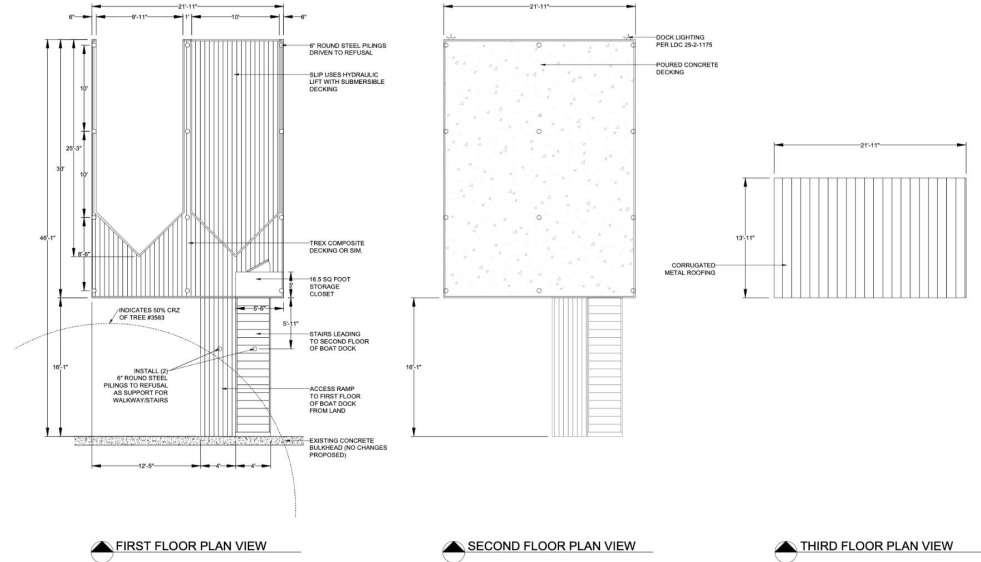 21'-11"
6"
9'-11"
1'
10'
6"
6" ROUND STEEL PILINGS
DRIVEN TO REFUSAL
SLIP USES HYDRAULIC
LIFT WITH SUBMERSIBLE
DECKING
10'
25'-3"
30'
10'
46'-1"
8'-6"
TREX COMPOSITE
DECKING OR SIM.
16.5 SQ FOOT
STORAGE
CLOSET
3'
5'-6"
5'-11"
INDICATES 50% CRZ
OF TREE #3583
STAIRS LEADING
TO SECOND FLOOR
OF BOAT DOCK
16'-1"
INSTALL (2)
6" ROUND STEEL
PILINGS TO REFUSAL
AS SUPPORT FOR
WALKWAY/STAIRS
ACCESS RAMP
TO FIRST FLOOR
OF BOAT DOCK
FROM LAND
EXISTING CONCRETE
BULKHEAD (NO CHANGES
PROPOSED)
12'-5"
4'
4'
FIRST FLOOR PLAN VIEW
21'-11"
DOCK LIGHTING
PER LDC 25-2-1175
POURED CONCRETE
DECKING
16'-1"
SECOND FLOOR PLAN VIEW
21'-11"
13'-11"
CORRUGATED
METAL ROOFING
THIRD FLOOR PLAN VIEW